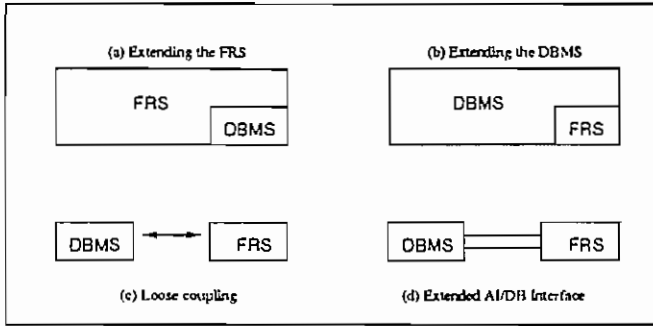 (a) Extending the FRS
(b) Extending the DBMS
FRS
DBMS
DBMS
FRS
DBMS
FRS
DBMS
FRS
(c) Loose coupling
(d) Extended AI/DB Interface